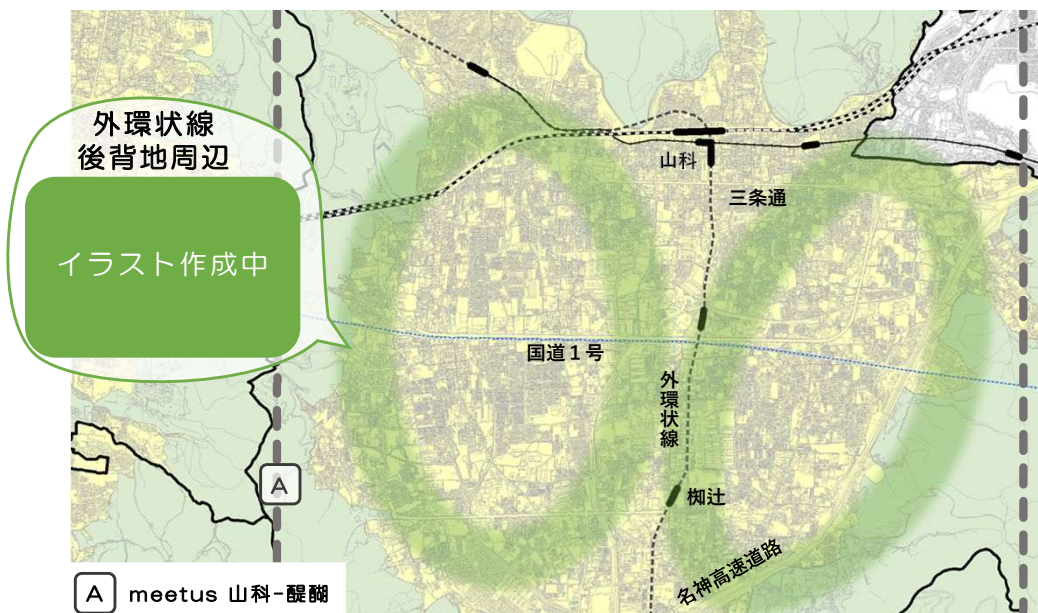 外環状線
後背地周辺
イラスト作成中
山科
三条通
国道1号
外環状線
椥辻
名神高速道路
A
A meetus 山科-醍醐